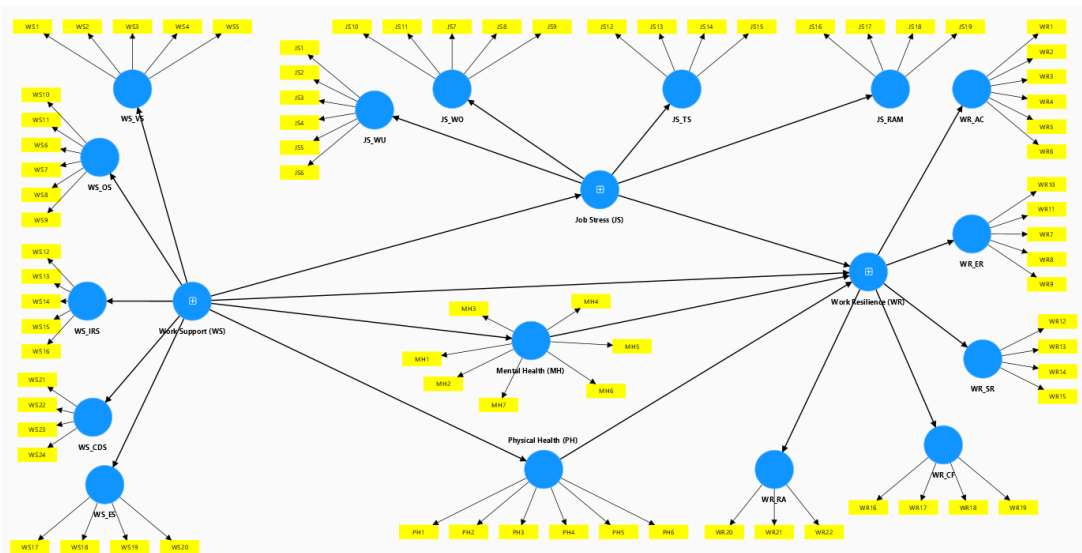 WS1
WS2
WS3
WS4
WS5
WS_VS
WS10
WS11
WS6
WS7
WS8
WS9
WS_OS
WS12
WS13
WS14
WS15
WS16
WS_IRS
WS21
WS22
WS23
WS24
WS_CDS
WS17
WS18
WS19
WS20
WS_ES
Work Support (WS)
JS1
JS2
JS3
JS4
JS5
JS6
JS_WU
JS10
JS11
JS7
JS8
JS9
JS_WO
JS12
JS13
JS14
JS15
JS_TS
JS16
JS17
JS18
JS19
JS_RAM
Job Stress (JS)
MH3
MH4
MH1
MH5
MH2
MH6
MH7
Mental Health (MH)
Physical Health (PH)
PH1
PH2
PH3
PH4
PH5
PH6
WR1
WR2
WR3
WR4
WR5
WR6
WR_AC
WR10
WR11
WR7
WR8
WR9
WR_ER
Work Resilience (WR)
WR12
WR13
WR14
WR15
WR_SR
WR_CF
WR16
WR17
WR18
WR19
WR_RA
WR20
WR21
WR22